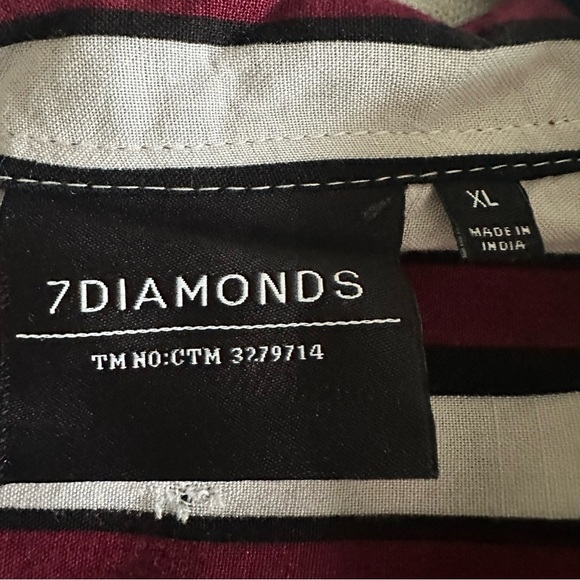 7DIAMONDS
TM NO:CTM 3279714
XL
MADE IN
INDIA